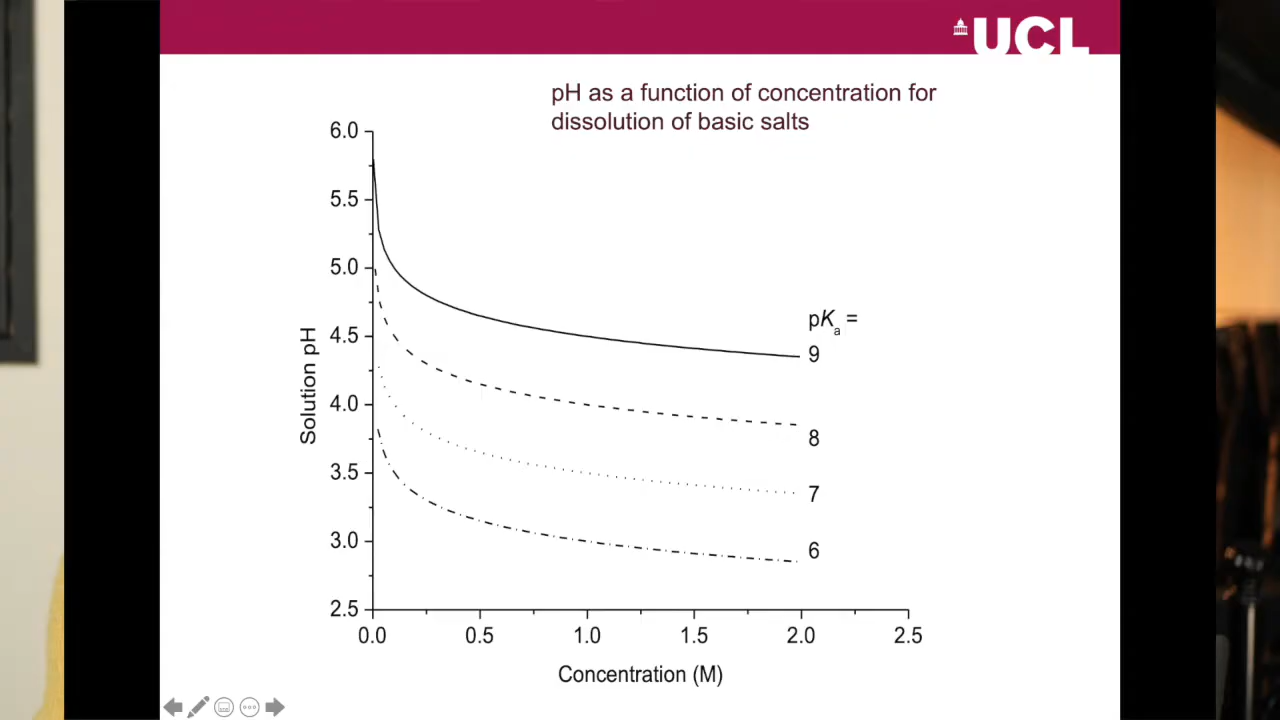 UCL
pH as a function of concentration for
dissolution of basic salts
6.0
5.5
5.0
4.5
4.0
3.5
3.0
2.5
Solution pH
pKa =
9
8
7
6
0.0 0.5 1.0 1.5 2.0 2.5
Concentration (M)